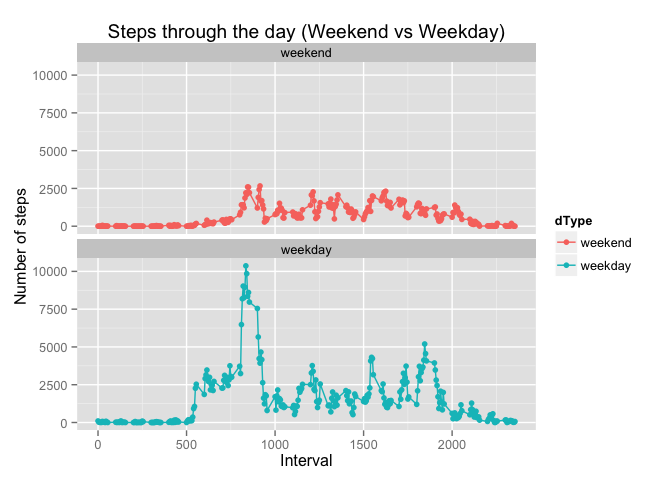 Steps through the day (Weekend vs Weekday)
weekend
10000
7500
5000
2500
0
weekday
10000
7500
5000
2500
0
0 500 1000 1500 2000
Interval
Number of steps
dType
weekend
weekday